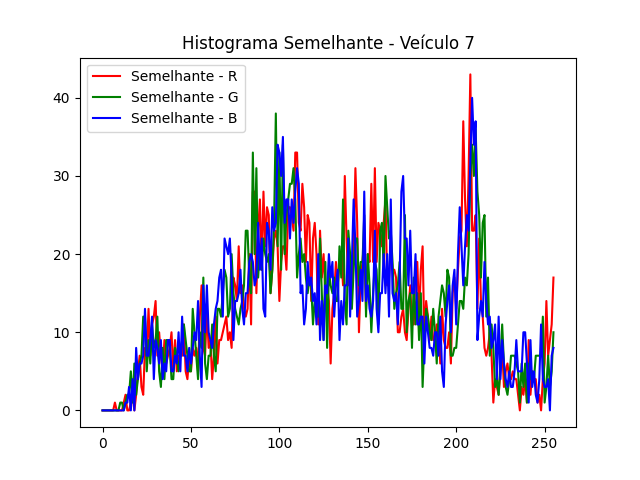 Histograma Semelhante - Veículo 7
Semelhante - R
Semelhante - G
Semelhante - B
40
30
20
10
0
0 50 100 150 200 250